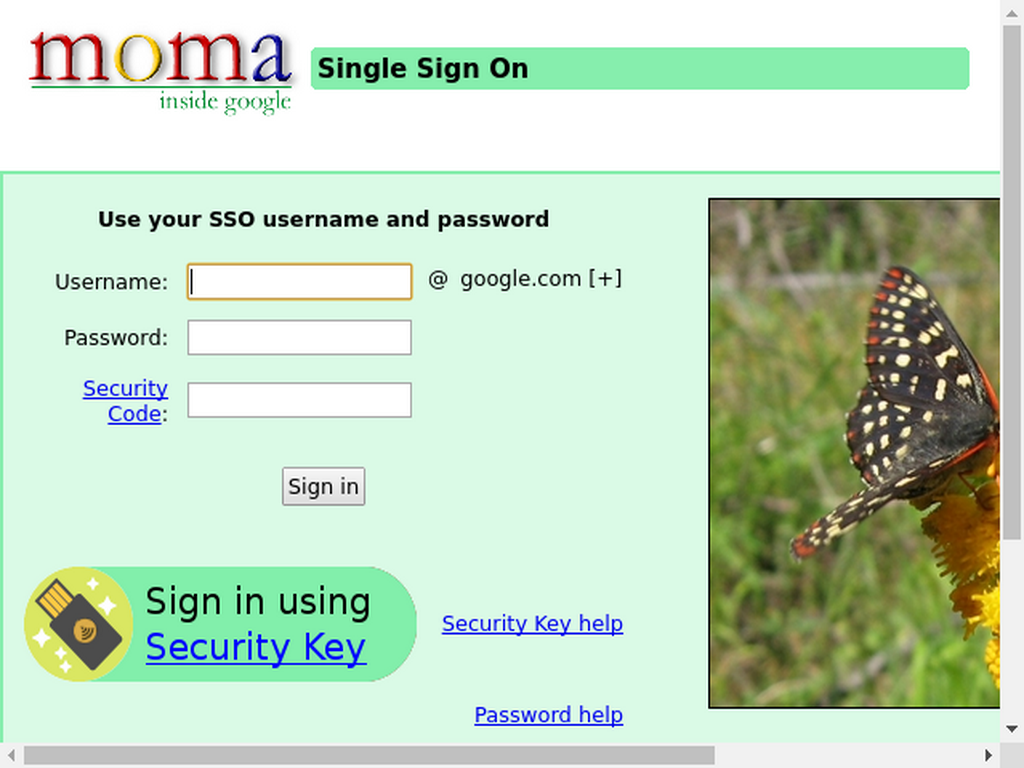 moma
inside google
Single Sign On
Use your SSO username and password
Username:
@ google.com [+]
Password:
Security
Code:
Sign in
Sign in using
Security Key
Security Key help
Password help